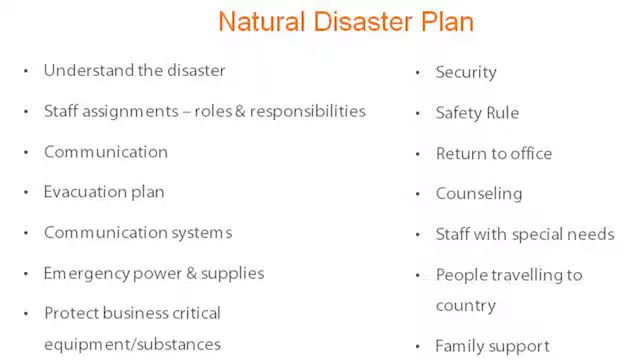 Natural Disaster Plan
• Understand the disaster
• Staff assignments – roles & responsibilities
• Communication
• Evacuation plan
• Communication systems
• Emergency power & supplies
• Protect business critical
equipment/substances
• Security
• Safety Rule
• Return to office
• Counseling
• Staff with special needs
• People travelling to
country
• Family support